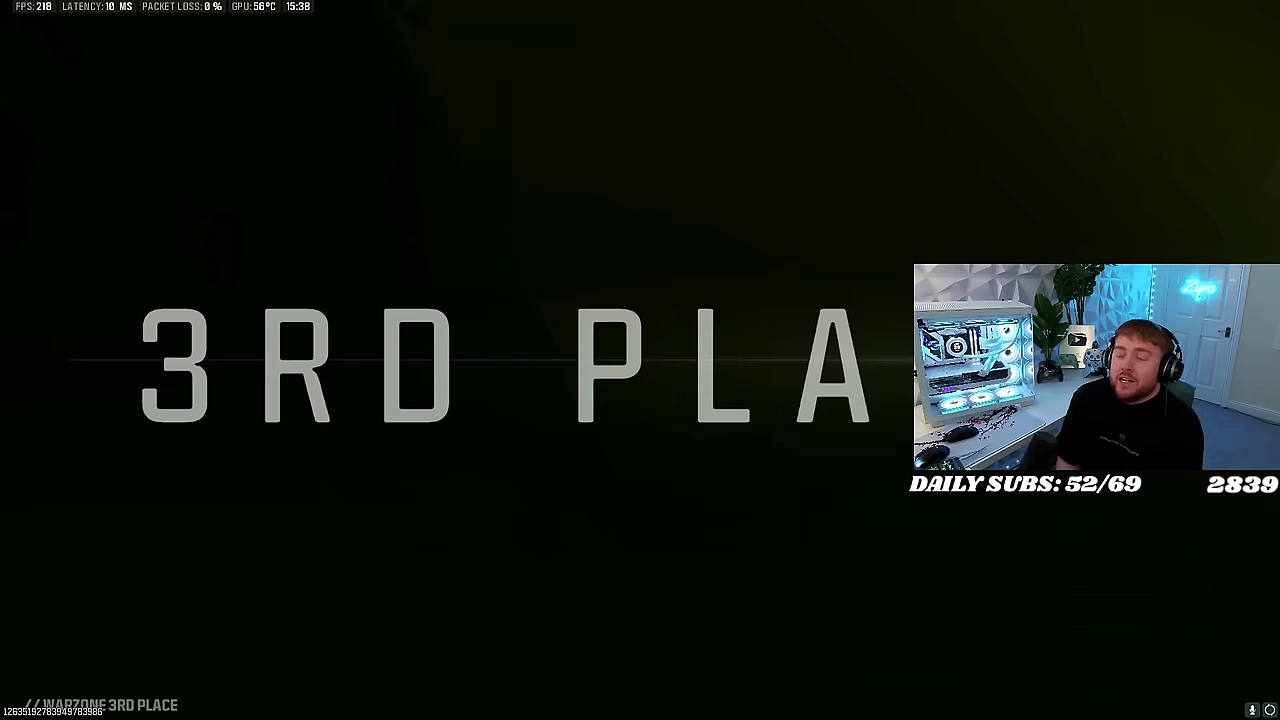 FPS: 218 LATENCY: 10 MS PACKET LOSS: 0 % GPU: 56°C 15:38
3RD PLA
DAILY SUBS: 52/69 2839
// WARZONE 3RD PLACE
12635192783949783986